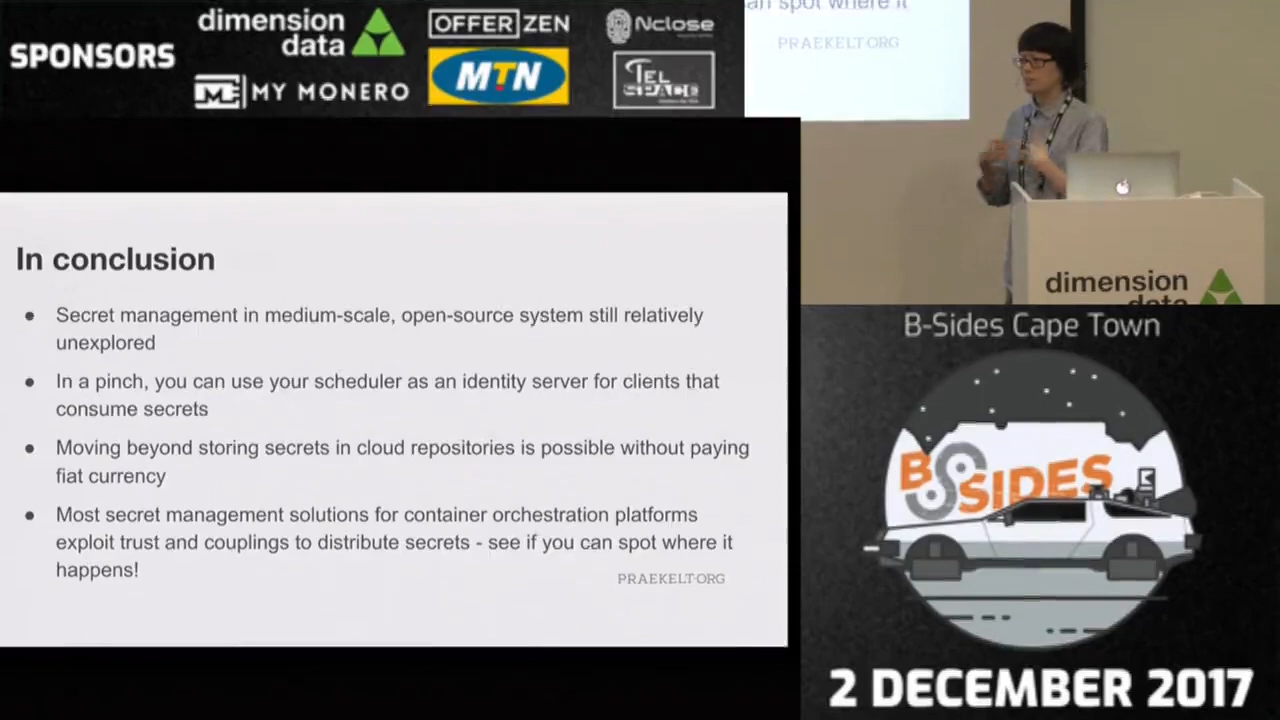 SPONSORS
dimension
data
MY MONERO
OFFERZEN
MTN
Nclose
TEL
SPACE
an spot where it
PRAEKELT.ORG
In conclusion
● Secret management in medium-scale, open-source system still relatively
unexplored
● In a pinch, you can use your scheduler as an identity server for clients that
consume secrets
● Moving beyond storing secrets in cloud repositories is possible without paying
fiat currency
● Most secret management solutions for container orchestration platforms
exploit trust and couplings to distribute secrets - see if you can spot where it
happens!
PRAEKELT.ORG
dimension
data
B-Sides Cape Town
BSIDES
2 DECEMBER 2017